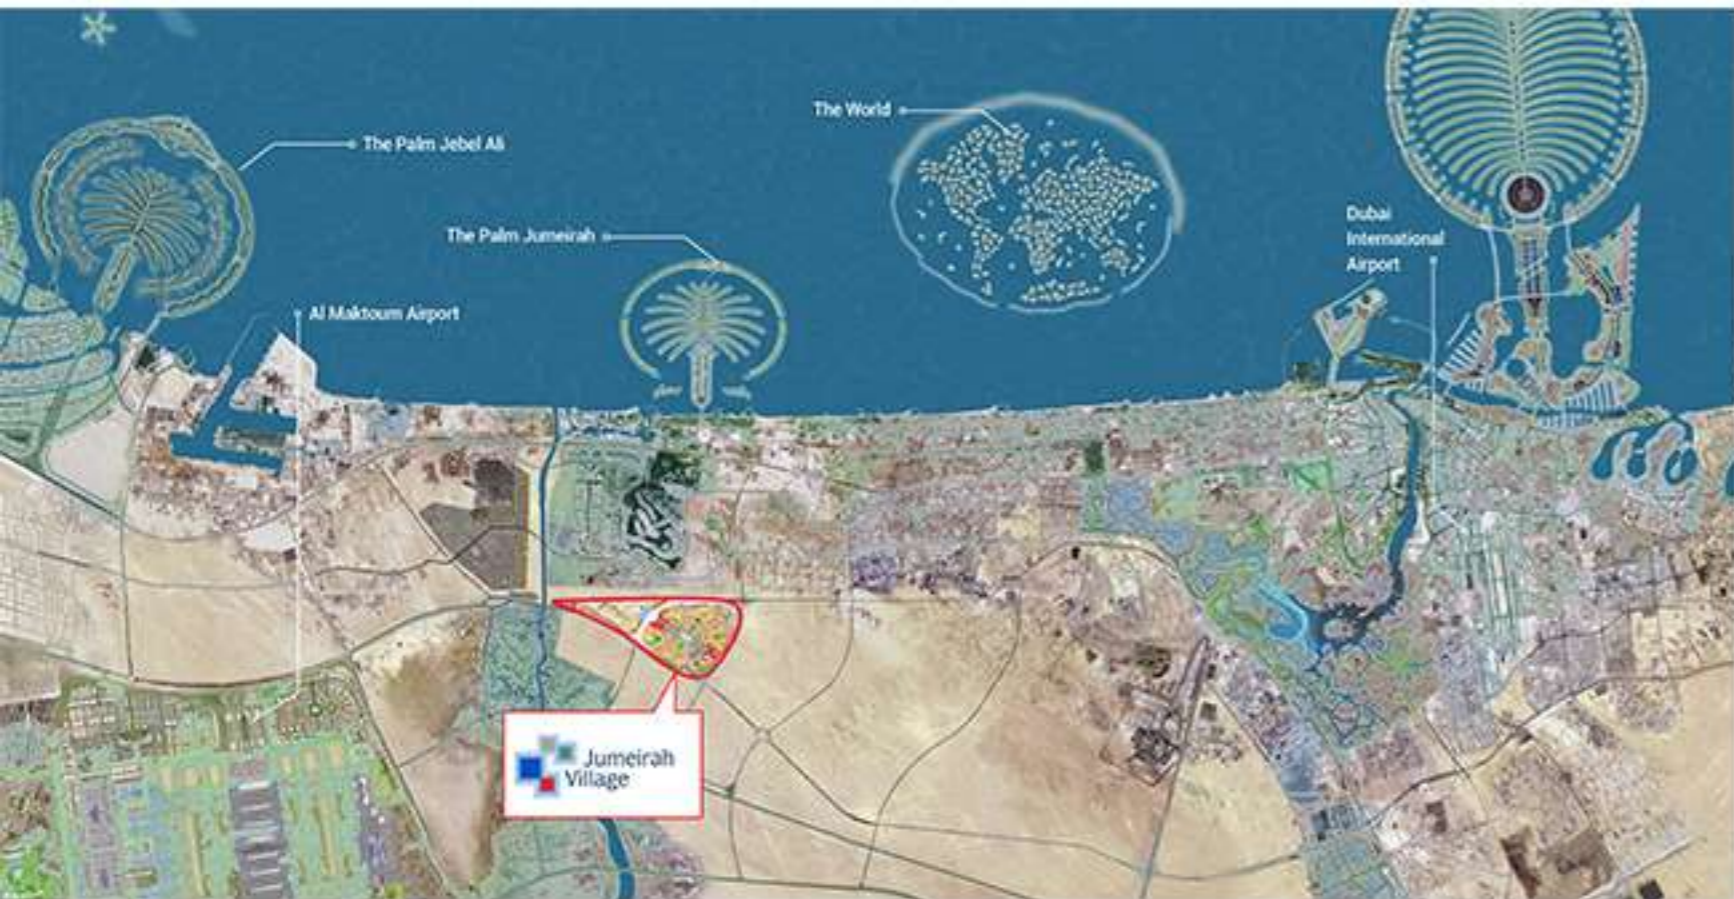 The World
The Palm Jebel Ali
Dubai
International
Airport
The Palm Jumeirah
Al Maktoum Airport
Jumeirah
Village